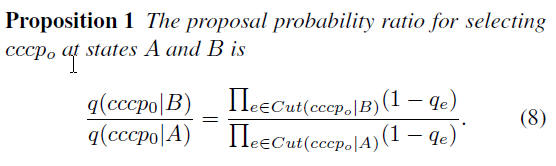 Proposition 1 The proposal probability ratio for selecting
cccpₒ at states A and B is
q(cccp₀|B) / q(cccp₀|A) = ∏_{e∈Cut(cccpₒ|B)}(1 − qₑ) / ∏_{e∈Cut(cccpₒ|A)}(1 − qₑ). (8)